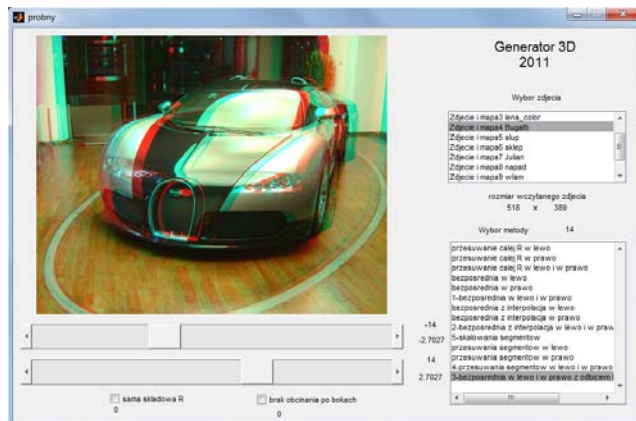 probny
Generator 3D
2011
Wybor zdjecia
Zdjecie i mapa3 lena_color
Zdjecie i mapa4 Bugatti
Zdjecie i mapa5 slup
Zdjecie i mapa6 sklep
Zdjecie i mapa7 Julian
Zdjecie i mapa8 napad
Zdjecie i mapa9 wlam
rozmiar wczytanego zdjecia
518 x 389
Wybor metody 14
przesuwanie calej R w lewo
przesuwanie calej R w prawo
przesuwanie calej R w lewo i w prawo
bezposrednia w lewo
bezposrednia w prawo
1-bezposrednia w lewo i w prawo
bezposrednia z interpolacja w lewo
bezposrednia z interpolacja w prawo
2-bezposrednia z interpolacja w lewo i w praw
5-skalowania segmentow
przesuwania segmentow w lewo
przesuwania segmentow w prawo
4-przesuwania segmentow w lewo i w prawo
3-bezposrednia w lewo i w prawo z odbiciem l
-14
-2.7027
14
2.7027
sama skladowa R
0
brak obcinania po bokach
0